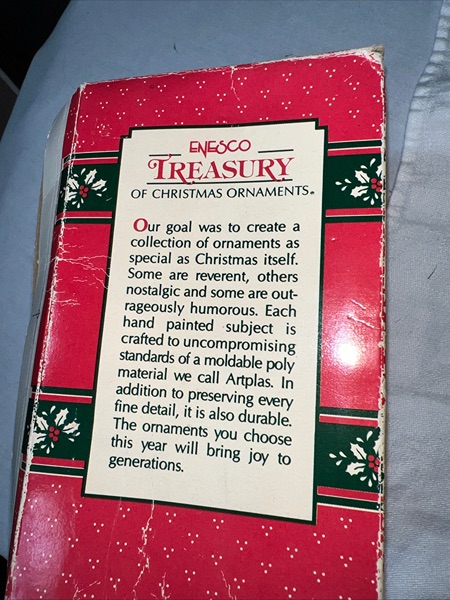 ENESCO
TREASURY
OF CHRISTMAS ORNAMENTS®
Our goal was to create a
collection of ornaments as
special as Christmas itself.
Some are reverent, others
nostalgic and some are out-
rageously humorous. Each
hand painted subject is
crafted to uncompromising
standards of a moldable poly
material we call Artplas. In
addition to preserving every
fine detail, it is also durable.
The ornaments you choose
this year will bring joy to
generations.